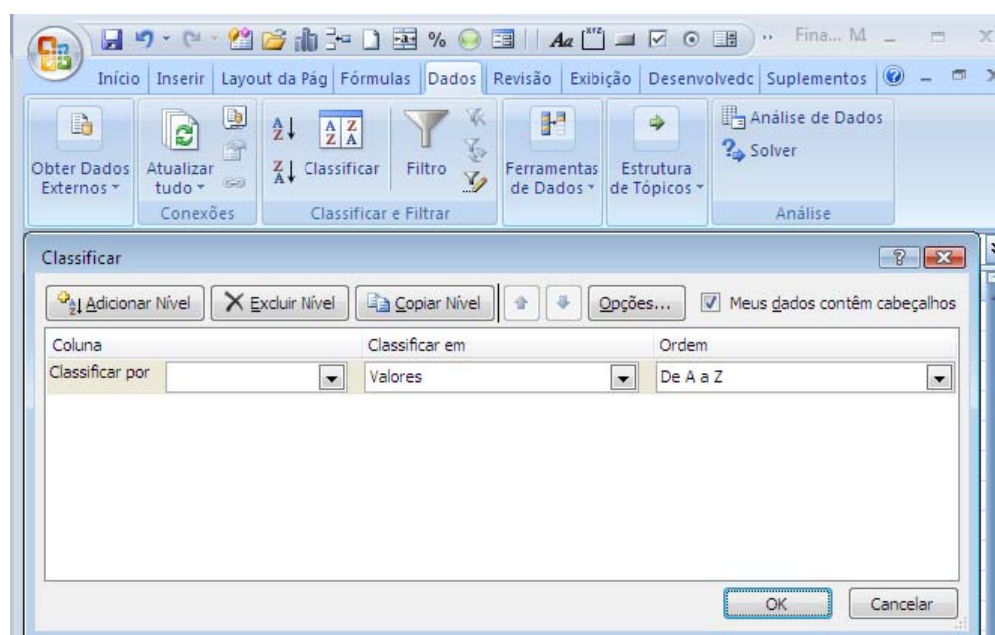 Aa XYZ Fina... M
Início Inserir Layout da Pág Fórmulas Dados Revisão Exibição Desenvolvedc Suplementos
Obter Dados Externos
Atualizar tudo
Classificar
Filtro
Ferramentas de Dados
Estrutura de Tópicos
Análise de Dados
Solver
Conexões Classificar e Filtrar Análise
Classificar
Adicionar Nível Excluir Nível Copiar Nível Opções... Meus dados contêm cabeçalhos
Coluna Classificar em Ordem
Classificar por Valores De A a Z
OK Cancelar